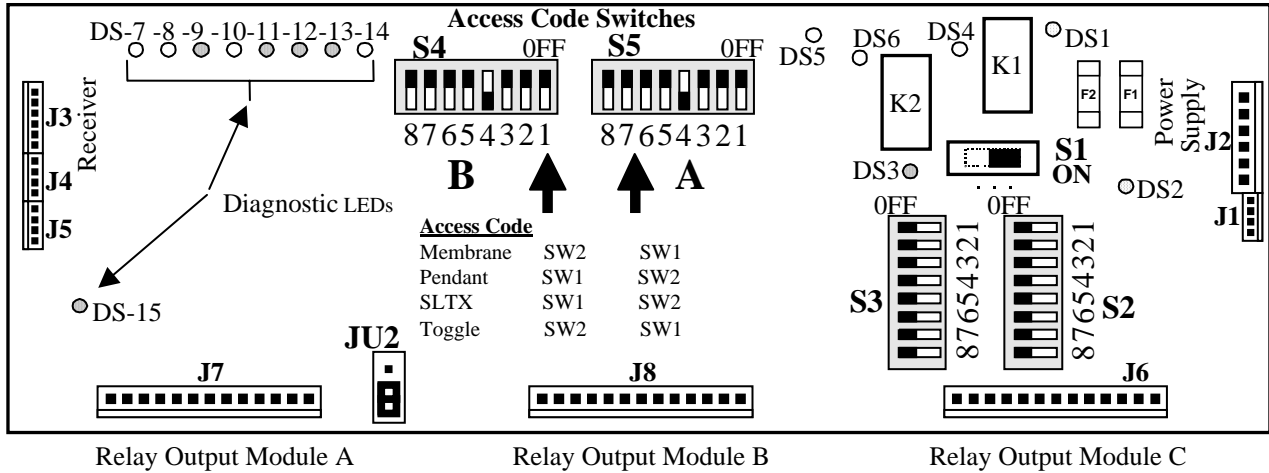 Access Code Switches
DS-7 -8 -9 -10 -11 -12 -13 -14
S4 0FF S5 0FF
DS5
DS6
DS4
DS1
K2
K1
F2
F1
Power Supply
J2
J1
J3
J4
J5
Receiver
87654321
87654321
B
A
S1
ON
DS3
DS2
Diagnostic LEDs
DS-15
Access Code
Membrane SW2 SW1
Pendant SW1 SW2
SLTX SW1 SW2
Toggle SW2 SW1
0FF
0FF
S3
87654321
S2
87654321
JU2
J7
J8
J6
Relay Output Module A
Relay Output Module B
Relay Output Module C